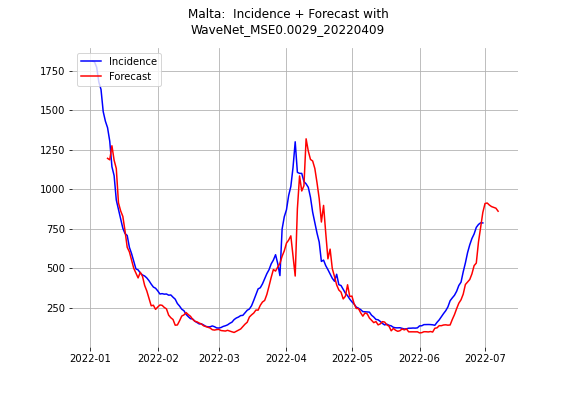 Malta:  Incidence + Forecast with
WaveNet_MSE0.0029_20220409
Incidence
Forecast
1750
1500
1250
1000
750
500
250
2022-01 2022-02 2022-03 2022-04 2022-05 2022-06 2022-07